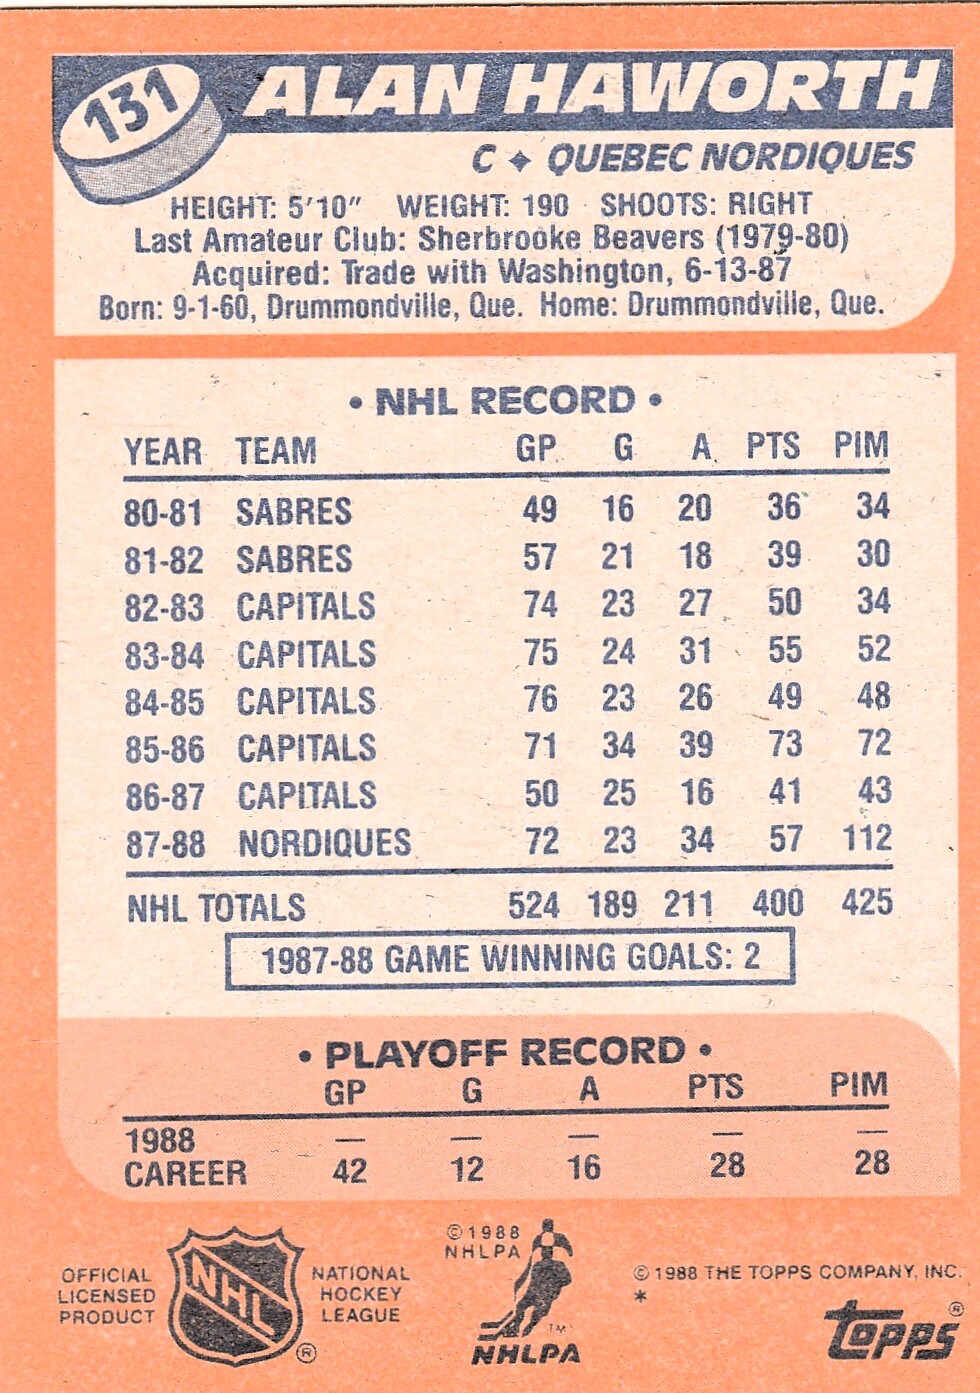 131 ALAN HAWORTH
C ✦ QUEBEC NORDIQUES
HEIGHT: 5'10" WEIGHT: 190 SHOOTS: RIGHT
Last Amateur Club: Sherbrooke Beavers (1979-80)
Acquired: Trade with Washington, 6-13-87
Born: 9-1-60, Drummondville, Que. Home: Drummondville, Que.
• NHL RECORD •
YEAR TEAM GP G A PTS PIM
80-81 SABRES 49 16 20 36 34
81-82 SABRES 57 21 18 39 30
82-83 CAPITALS 74 23 27 50 34
83-84 CAPITALS 75 24 31 55 52
84-85 CAPITALS 76 23 26 49 48
85-86 CAPITALS 71 34 39 73 72
86-87 CAPITALS 50 25 16 41 43
87-88 NORDIQUES 72 23 34 57 112
NHL TOTALS 524 189 211 400 425
1987-88 GAME WINNING GOALS: 2
• PLAYOFF RECORD •
GP G A PTS PIM
1988 — — — — —
CAREER 42 12 16 28 28
OFFICIAL
LICENSED
PRODUCT
NHL ®
NATIONAL
HOCKEY
LEAGUE
© 1988
NHLPA
TM
NHLPA
© 1988 THE TOPPS COMPANY, INC.
*
topps ®